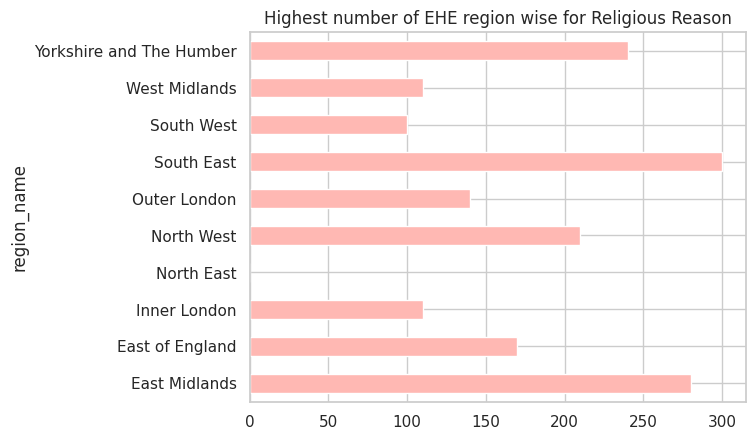 Highest number of EHE region wise for Religious Reason
Yorkshire and The Humber
West Midlands
South West
South East
Outer London
North West
North East
Inner London
East of England
East Midlands
region_name
0 50 100 150 200 250 300